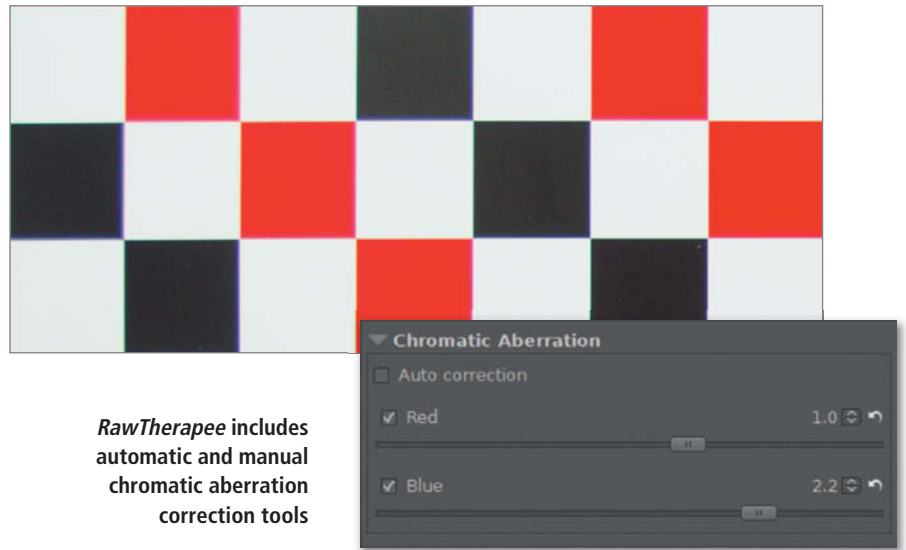 Chromatic Aberration
Auto correction
Red 1.0
Blue 2.2
RawTherapee includes
automatic and manual
chromatic aberration
correction tools